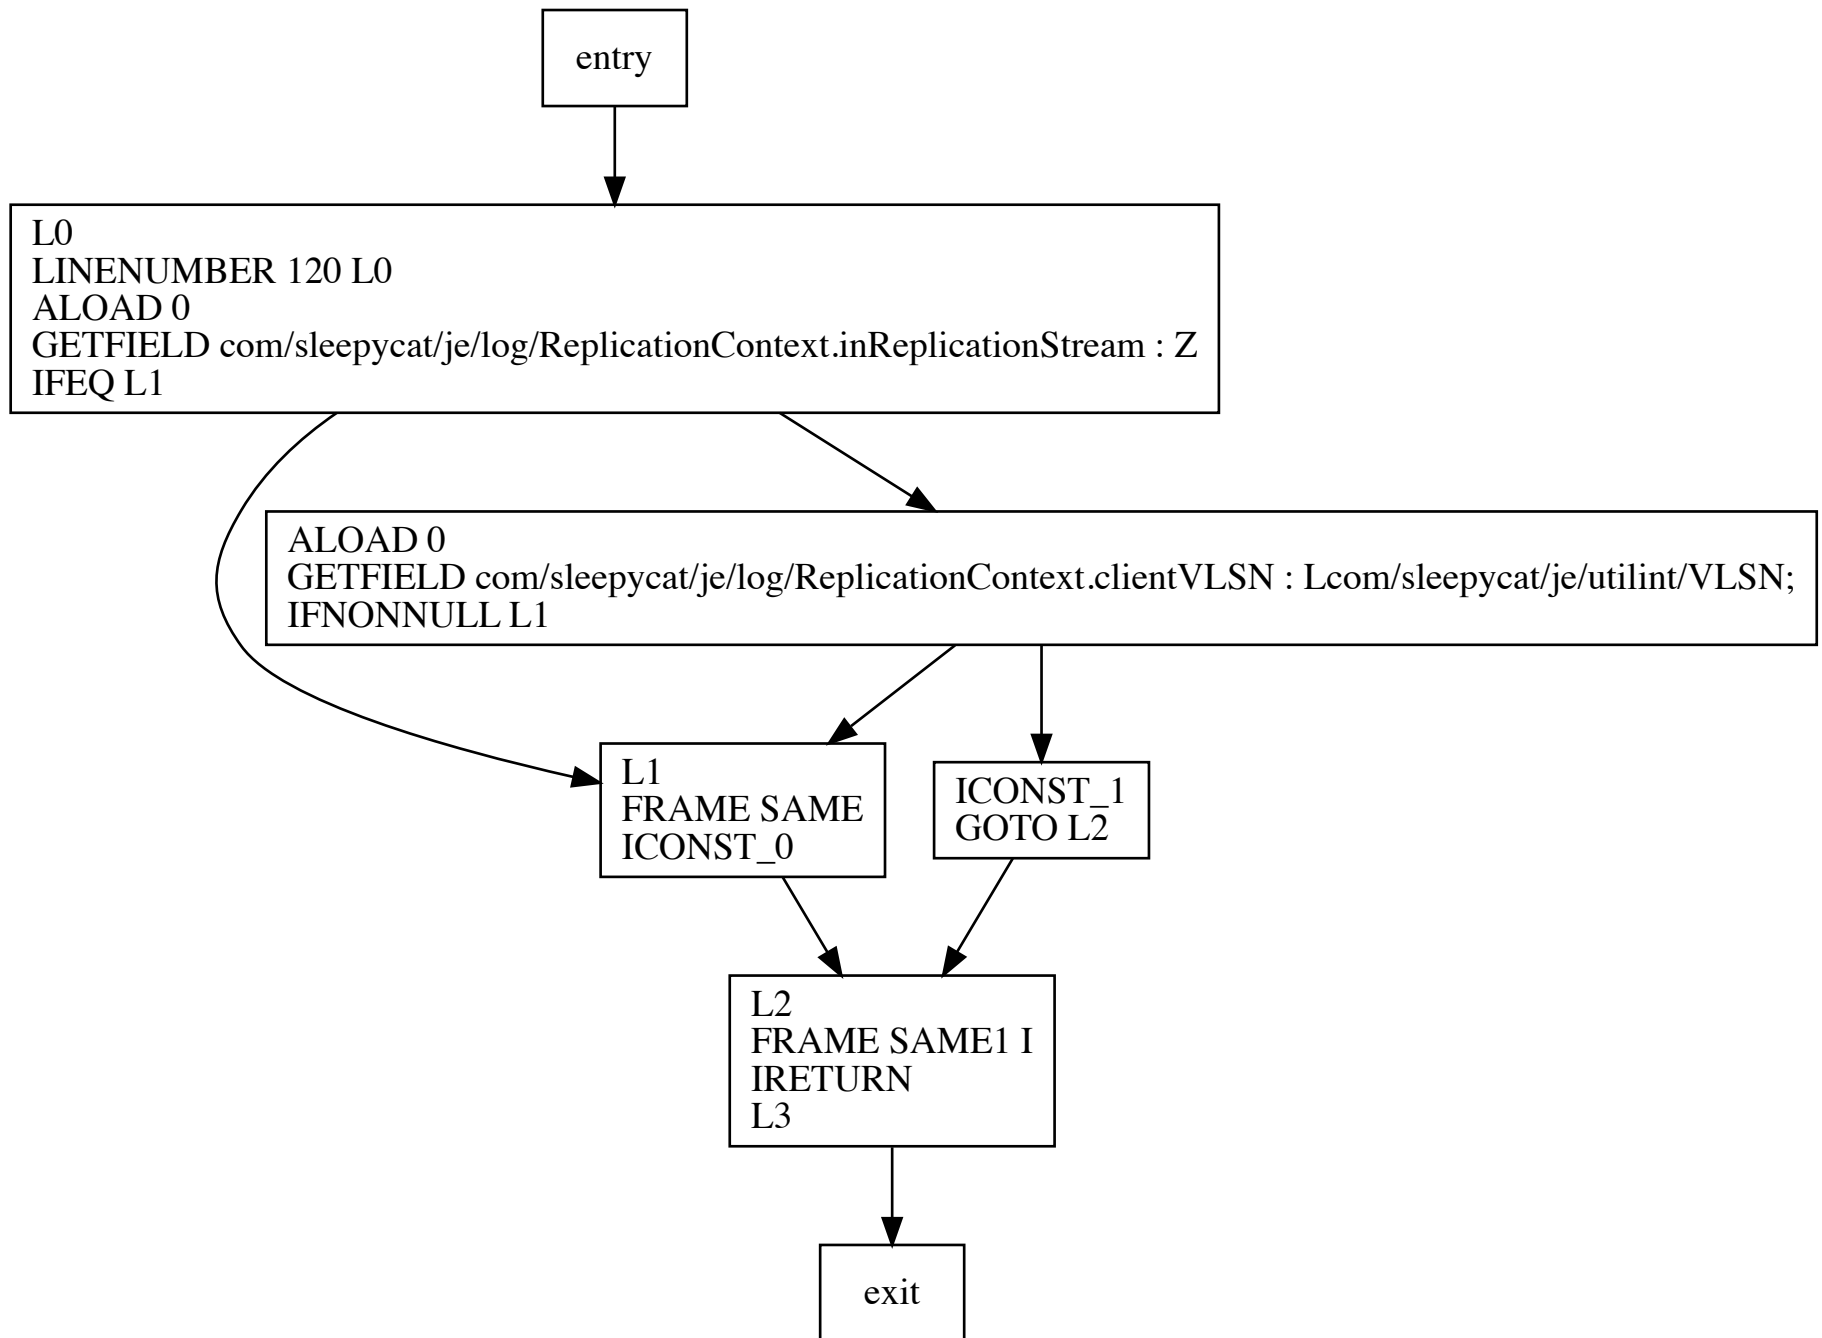 entry
L0
LINENUMBER 120 L0
ALOAD 0
GETFIELD com/sleepycat/je/log/ReplicationContext.inReplicationStream : Z
IFEQ L1
ALOAD 0
GETFIELD com/sleepycat/je/log/ReplicationContext.clientVLSN : Lcom/sleepycat/je/utilint/VLSN;
IFNONNULL L1
L1
FRAME SAME
ICONST_0
ICONST_1
GOTO L2
L2
FRAME SAME1 I
IRETURN
L3
exit